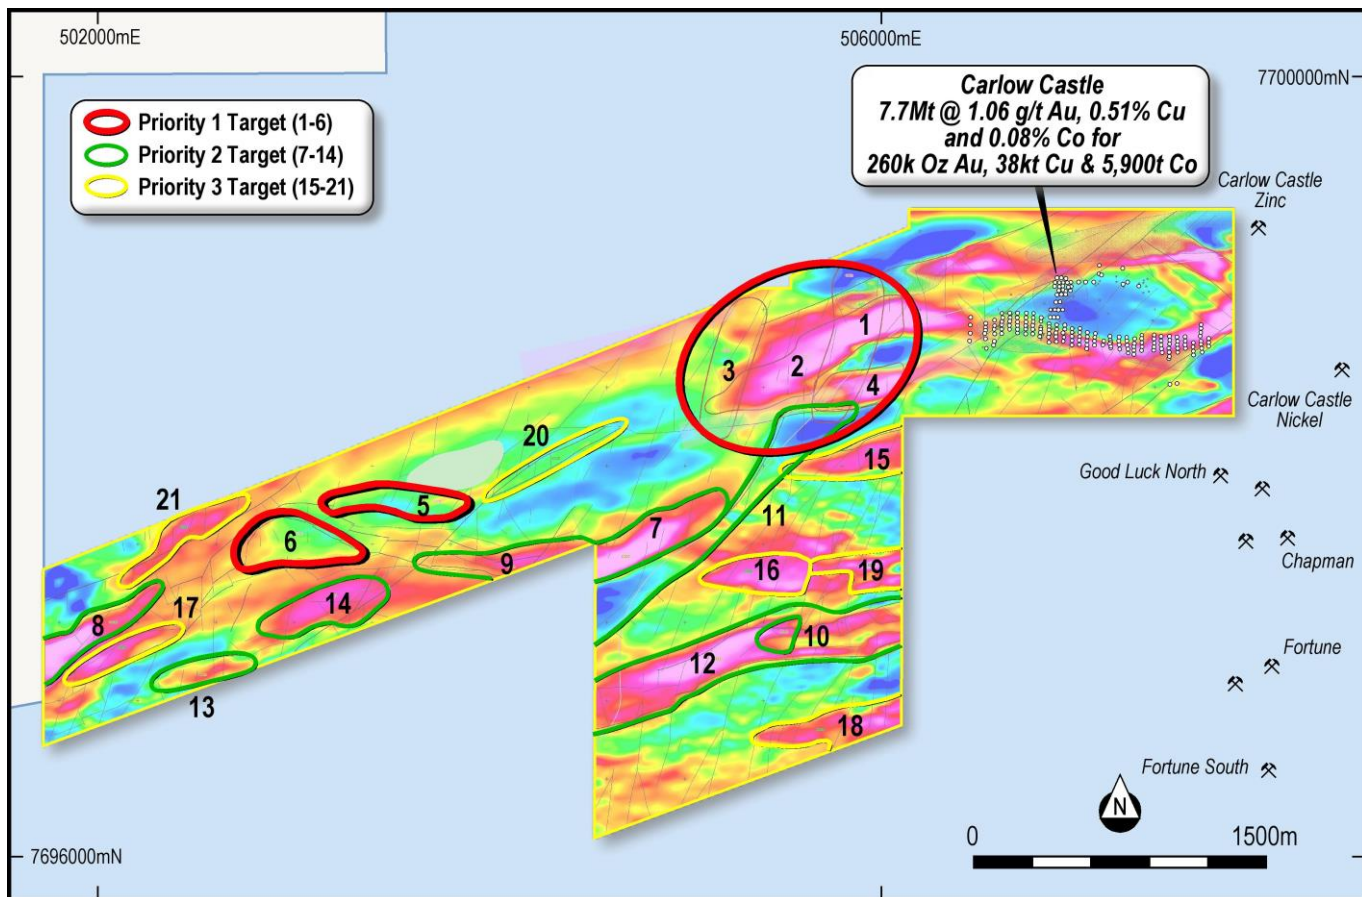 502000mE
506000mE
7700000mN
Priority 1 Target (1-6)
Priority 2 Target (7-14)
Priority 3 Target (15-21)
Carlow Castle
7.7Mt @ 1.06 g/t Au, 0.51% Cu
and 0.08% Co for
260k Oz Au, 38kt Cu & 5,900t Co
Carlow Castle
Zinc
1
2
3
4
Carlow Castle
Nickel
20
15
Good Luck North
21
5
7
11
6
9
16
19
Chapman
8
17
14
10
12
Fortune
13
18
Fortune South
N
0
1500m
7696000mN